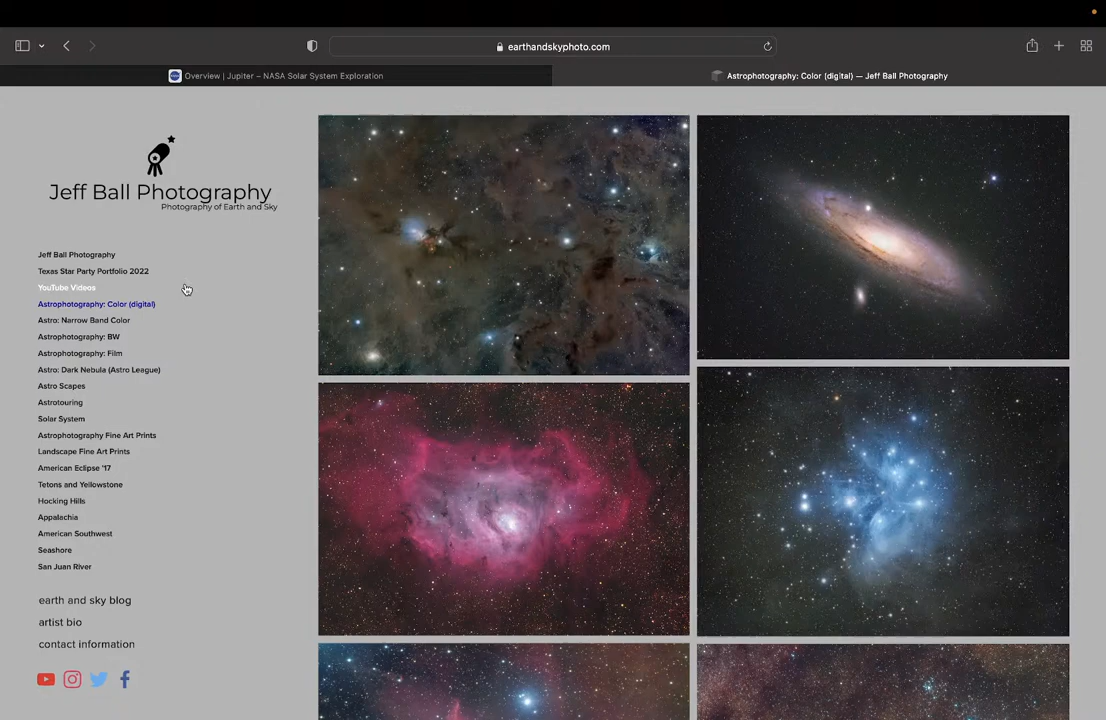 earthandskyphoto.com
Overview | Jupiter – NASA Solar System Exploration
Astrophotography: Color (digital) — Jeff Ball Photography
Jeff Ball Photography
Photography of Earth and Sky
Jeff Ball Photography
Texas Star Party Portfolio 2022
YouTube Videos
Astrophotography: Color (digital)
Astro: Narrow Band Color
Astrophotography: BW
Astrophotography: Film
Astro: Dark Nebula (Astro League)
Astro Scapes
Astrotouring
Solar System
Astrophotography Fine Art Prints
Landscape Fine Art Prints
American Eclipse '17
Tetons and Yellowstone
Hocking Hills
Appalachia
American Southwest
Seashore
San Juan River
earth and sky blog
artist bio
contact information